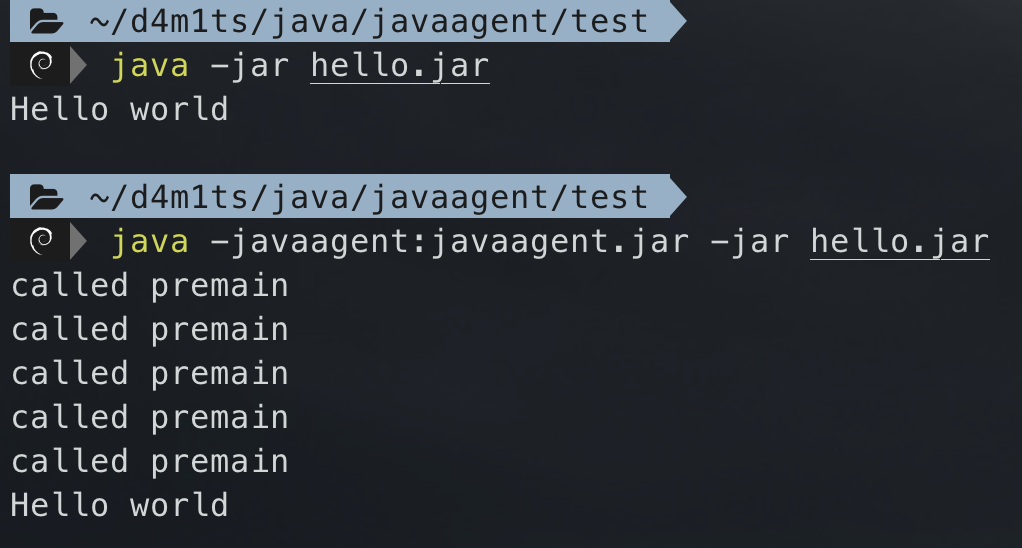 ~/d4m1ts/java/javaagent/test
java -jar hello.jar
Hello world
~/d4m1ts/java/javaagent/test
java -javaagent:javaagent.jar -jar hello.jar
called premain
called premain
called premain
called premain
called premain
Hello world